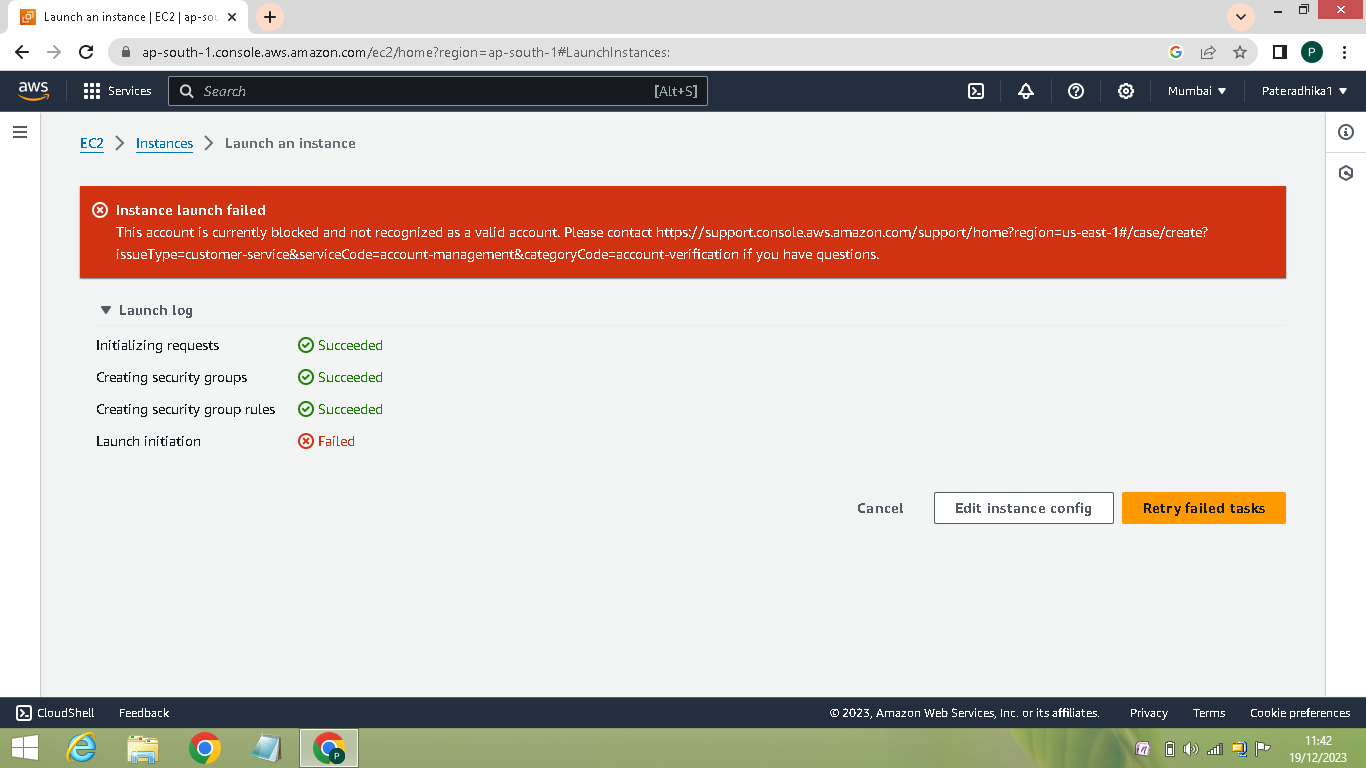 Launch an instance | EC2 | ap-sou
ap-south-1.console.aws.amazon.com/ec2/home?region=ap-south-1#LaunchInstances:
P
aws
Services
Search
[Alt+S]
Mumbai
Pateradhika1
EC2 Instances Launch an instance
Instance launch failed
This account is currently blocked and not recognized as a valid account. Please contact https://support.console.aws.amazon.com/support/home?region=us-east-1#/case/create?
issueType=customer-service&serviceCode=account-management&categoryCode=account-verification if you have questions.
Launch log
Initializing requests Succeeded
Creating security groups Succeeded
Creating security group rules Succeeded
Launch initiation Failed
Cancel Edit instance config Retry failed tasks
CloudShell Feedback © 2023, Amazon Web Services, Inc. or its affiliates. Privacy Terms Cookie preferences
P
11:42
19/12/2023